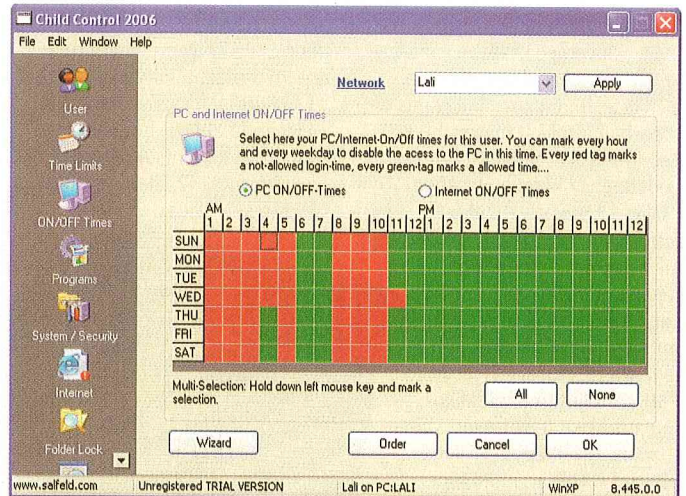 Child Control 2006
File Edit Window Help
User
Time Limits
ON/OFF Times
Programs
System / Security
Internet
Folder Lock
Network Lali Apply
PC and Internet ON/OFF Times
Select here your PC/Internet-On/Off times for this user. You can mark every hour
and every weekday to disable the acess to the PC in this time. Every red tag marks
a not-allowed login-time, every green-tag marks a allowed time....
PC ON/OFF-Times Internet ON/OFF Times
AM PM
1 2 3 4 5 6 7 8 9 10 11 12 1 2 3 4 5 6 7 8 9 10 11 12
SUN
MON
TUE
WED
THU
FRI
SAT
Multi-Selection: Hold down left mouse key and mark a
selection.
All None
Wizard Order Cancel OK
www.salfeld.com Unregistered TRIAL VERSION Lali on PC:LALI WinXP 8,445.0.0